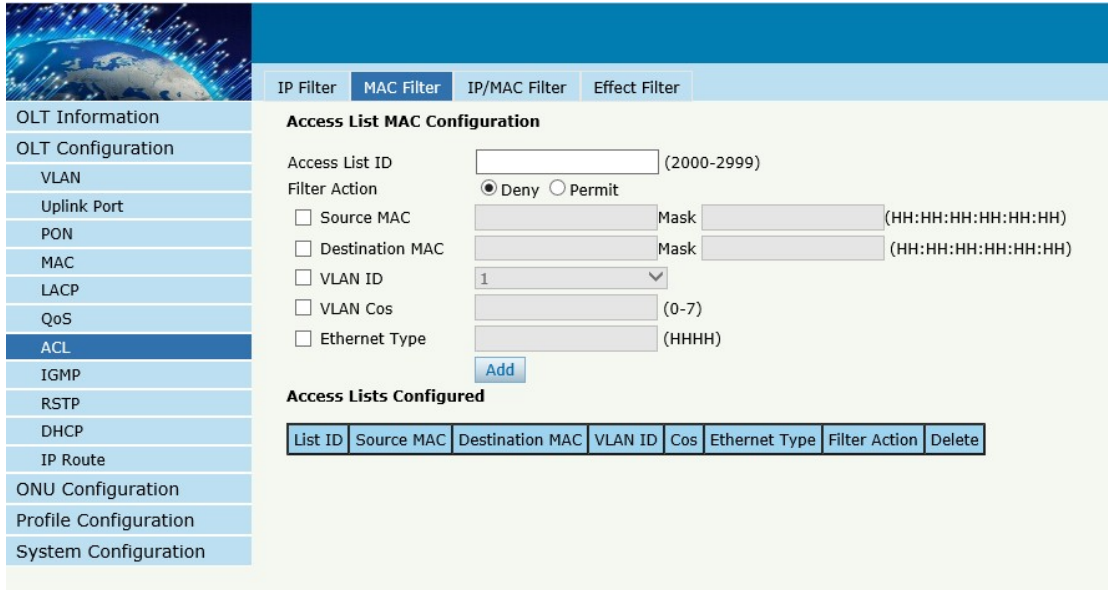 IP Filter MAC Filter IP/MAC Filter Effect Filter
OLT Information
OLT Configuration
VLAN
Uplink Port
PON
MAC
LACP
QoS
ACL
IGMP
RSTP
DHCP
IP Route
ONU Configuration
Profile Configuration
System Configuration
Access List MAC Configuration
Access List ID (2000-2999)
Filter Action Deny Permit
Source MAC Mask (HH:HH:HH:HH:HH:HH)
Destination MAC Mask (HH:HH:HH:HH:HH:HH)
VLAN ID 1
VLAN Cos (0-7)
Ethernet Type (HHHH)
Add
Access Lists Configured
List ID Source MAC Destination MAC VLAN ID Cos Ethernet Type Filter Action Delete